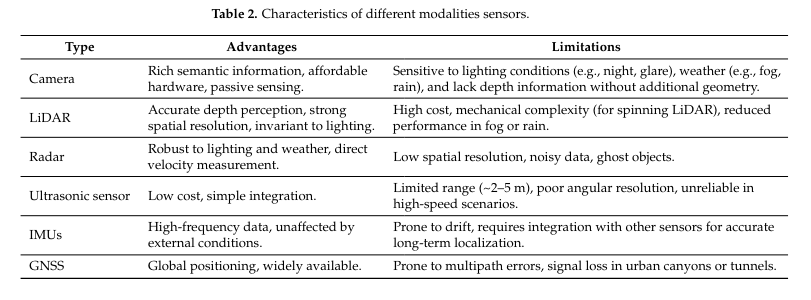 Table 2. Characteristics of different modalities sensors.
Type Advantages Limitations
Camera
Rich semantic information, affordable
hardware, passive sensing.
Sensitive to lighting conditions (e.g., night, glare), weather (e.g., fog,
rain), and lack depth information without additional geometry.
LiDAR
Accurate depth perception, strong
spatial resolution, invariant to lighting.
High cost, mechanical complexity (for spinning LiDAR), reduced
performance in fog or rain.
Radar
Robust to lighting and weather, direct
velocity measurement.
Low spatial resolution, noisy data, ghost objects.
Ultrasonic sensor
Low cost, simple integration.
Limited range (~2–5 m), poor angular resolution, unreliable in
high-speed scenarios.
IMUs
High-frequency data, unaffected by
external conditions.
Prone to drift, requires integration with other sensors for accurate
long-term localization.
GNSS
Global positioning, widely available.
Prone to multipath errors, signal loss in urban canyons or tunnels.